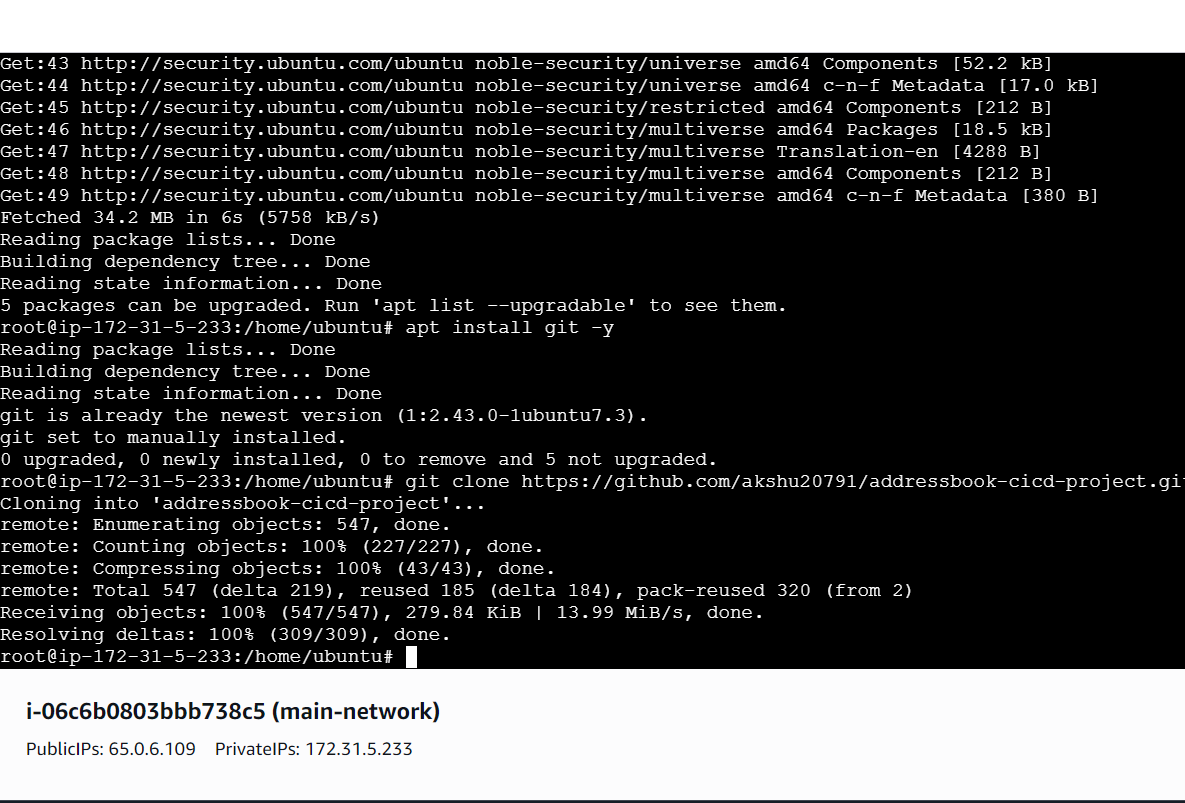 Get:43 http://security.ubuntu.com/ubuntu noble-security/universe amd64 Components [52.2 kB]
Get:44 http://security.ubuntu.com/ubuntu noble-security/universe amd64 c-n-f Metadata [17.0 kB]
Get:45 http://security.ubuntu.com/ubuntu noble-security/restricted amd64 Components [212 B]
Get:46 http://security.ubuntu.com/ubuntu noble-security/multiverse amd64 Packages [18.5 kB]
Get:47 http://security.ubuntu.com/ubuntu noble-security/multiverse Translation-en [4288 B]
Get:48 http://security.ubuntu.com/ubuntu noble-security/multiverse amd64 Components [212 B]
Get:49 http://security.ubuntu.com/ubuntu noble-security/multiverse amd64 c-n-f Metadata [380 B]
Fetched 34.2 MB in 6s (5758 kB/s)
Reading package lists... Done
Building dependency tree... Done
Reading state information... Done
5 packages can be upgraded. Run 'apt list --upgradable' to see them.
root@ip-172-31-5-233:/home/ubuntu# apt install git -y
Reading package lists... Done
Building dependency tree... Done
Reading state information... Done
git is already the newest version (1:2.43.0-1ubuntu7.3).
git set to manually installed.
0 upgraded, 0 newly installed, 0 to remove and 5 not upgraded.
root@ip-172-31-5-233:/home/ubuntu# git clone https://github.com/akshu20791/addressbook-cicd-project.git
Cloning into 'addressbook-cicd-project'...
remote: Enumerating objects: 547, done.
remote: Counting objects: 100% (227/227), done.
remote: Compressing objects: 100% (43/43), done.
remote: Total 547 (delta 219), reused 185 (delta 184), pack-reused 320 (from 2)
Receiving objects: 100% (547/547), 279.84 KiB | 13.99 MiB/s, done.
Resolving deltas: 100% (309/309), done.
root@ip-172-31-5-233:/home/ubuntu#
i-06c6b0803bbb738c5 (main-network)
PublicIPs: 65.0.6.109 PrivateIPs: 172.31.5.233